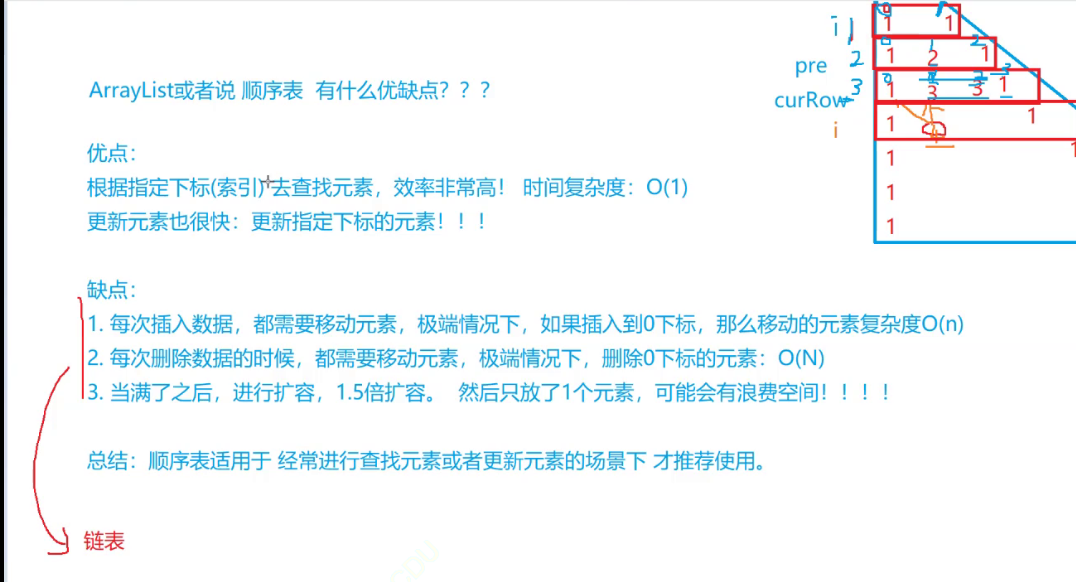 ArrayList或者说 顺序表 有什么优缺点？？？
优点：
根据指定下标(索引)去查找元素，效率非常高！ 时间复杂度：O(1)
更新元素也很快：更新指定下标的元素！！！
缺点：
1. 每次插入数据，都需要移动元素，极端情况下，如果插入到0下标，那么移动的元素复杂度O(n)
2. 每次删除数据的时候，都需要移动元素，极端情况下，删除0下标的元素：O(N)
3. 当满了之后，进行扩容，1.5倍扩容。 然后只放了1个元素，可能会有浪费空间！！！！
总结：顺序表适用于 经常进行查找元素或者更新元素的场景下 才推荐使用。
链表
i 1 1
pre 2 1 2 1
curRow 3 1 3 3 1
i 1 1
1 1
1
1